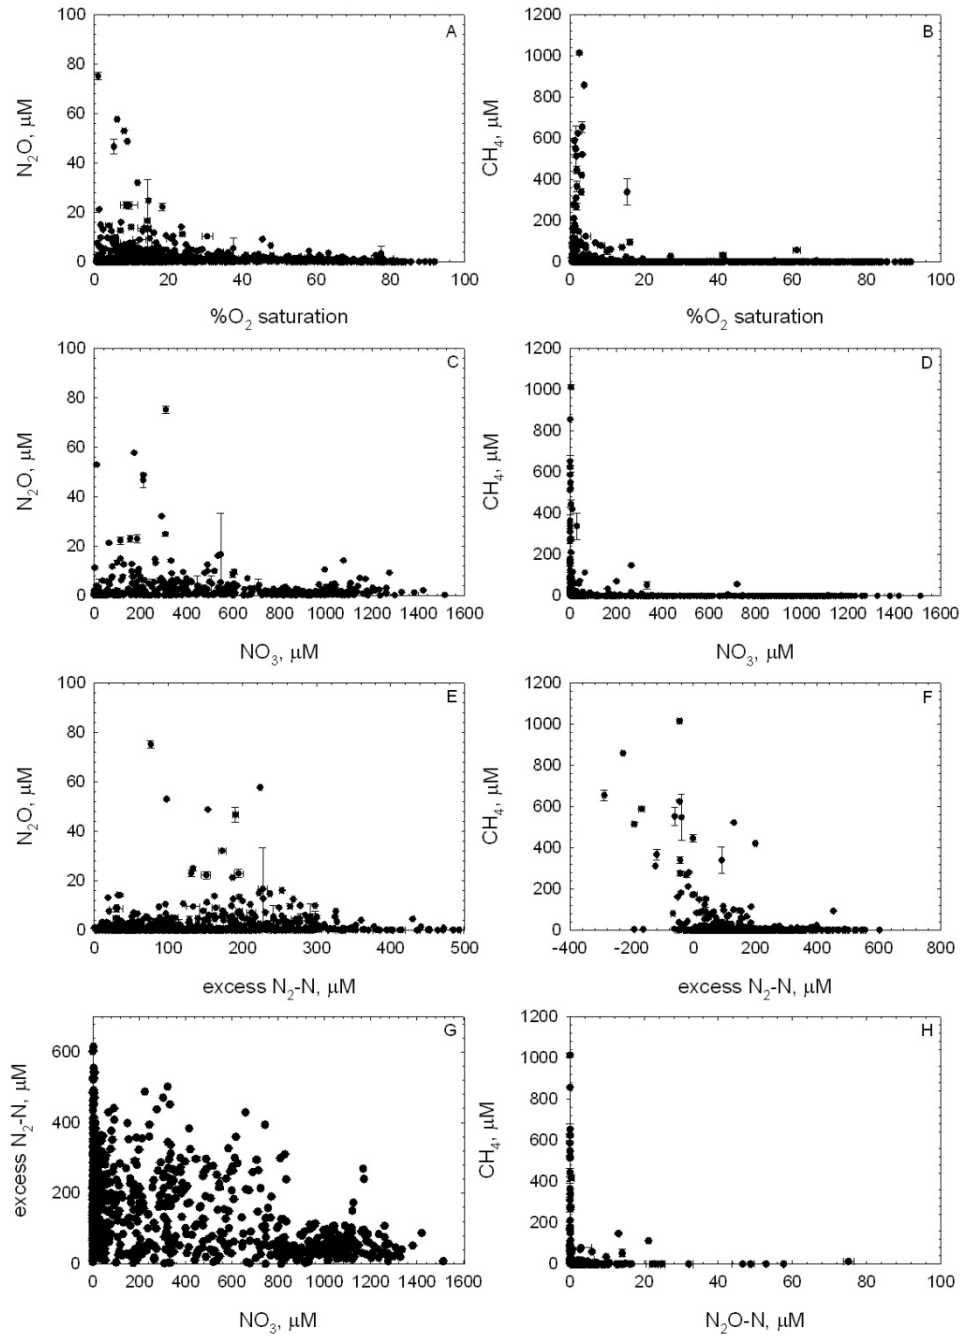 A
100
80
60
40
20
0
N₂O, μM
0 20 40 60 80 100
%O₂ saturation
B
1200
1000
800
600
400
200
0
CH₄, μM
0 20 40 60 80 100
%O₂ saturation
C
100
80
60
40
20
0
N₂O, μM
0 200 400 600 800 1000 1200 1400 1600
NO₃, μM
D
1200
1000
800
600
400
200
0
CH₄, μM
0 200 400 600 800 1000 1200 1400 1600
NO₃, μM
E
100
80
60
40
20
0
N₂O, μM
0 100 200 300 400 500
excess N₂-N, μM
F
1200
1000
800
600
400
200
0
CH₄, μM
-400 -200 0 200 400 600 800
excess N₂-N, μM
G
600
400
200
0
excess N₂-N, μM
0 200 400 600 800 1000 1200 1400 1600
NO₃, μM
H
1200
1000
800
600
400
200
0
CH₄, μM
0 20 40 60 80 100
N₂O-N, μM